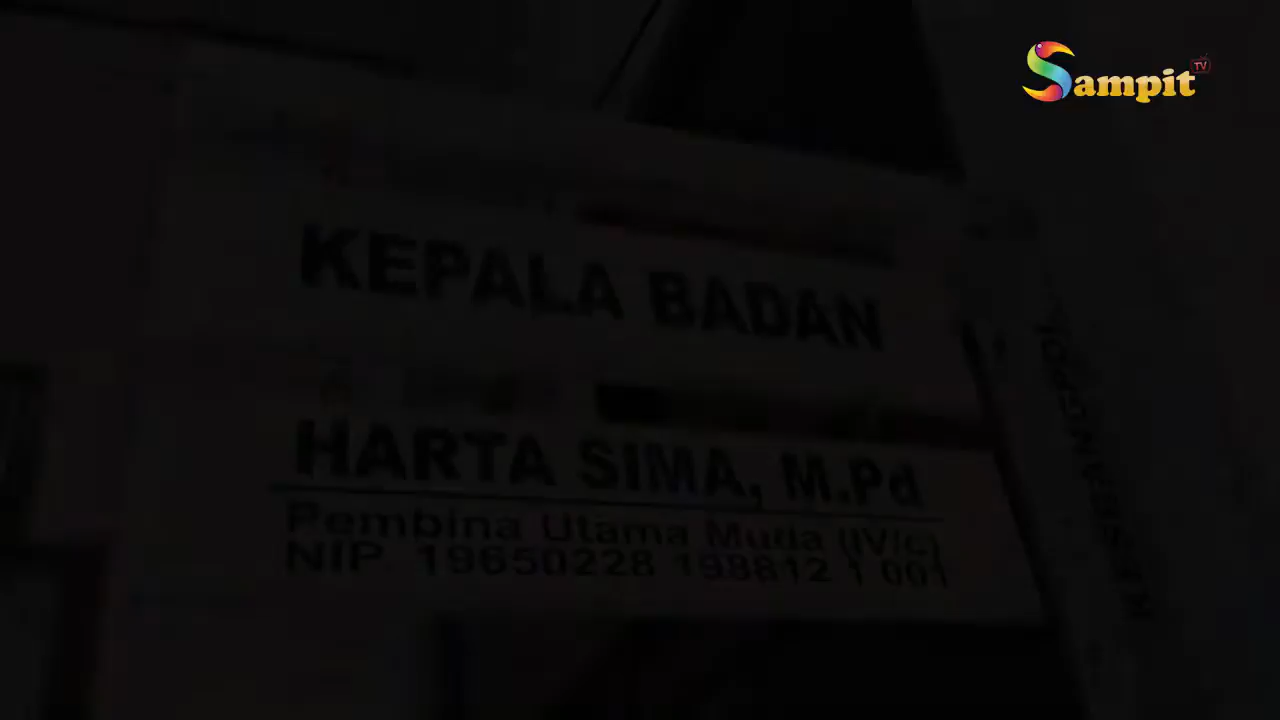 Sampit TV
KEPALA BADAN
HARTA SIMA, M.Pd
Pembina Utama Muda (IV/c)
NIP 19650228 198812 1 001